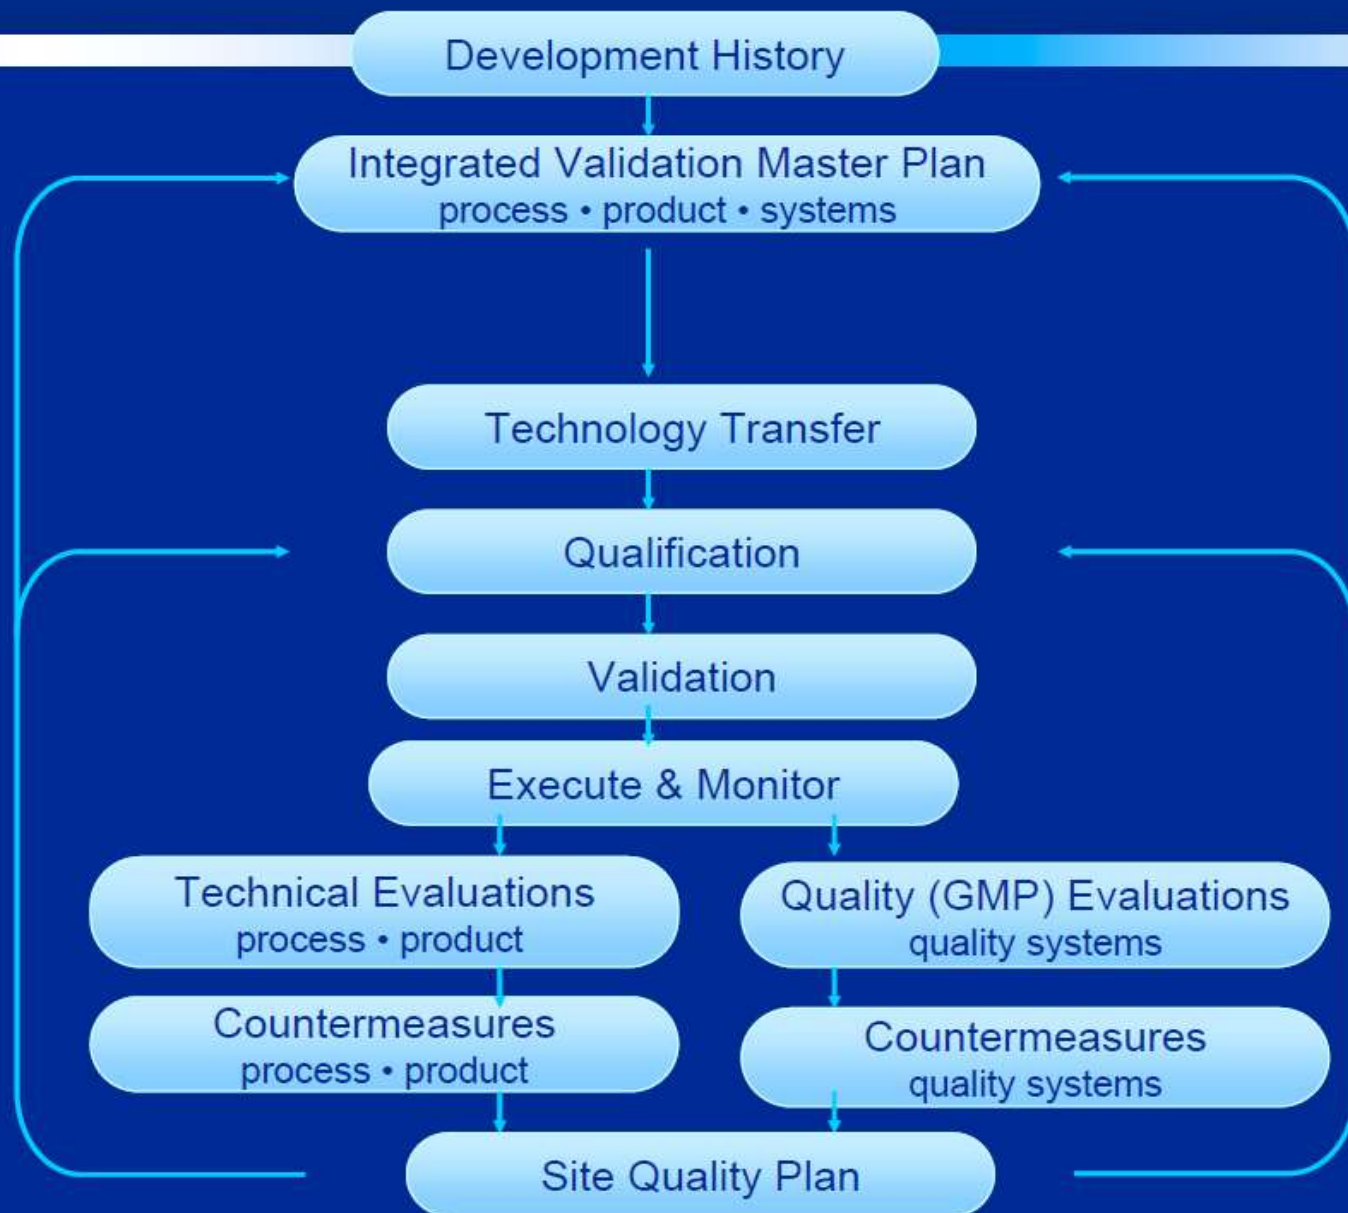 Development History
Integrated Validation Master Plan
process • product • systems
Technology Transfer
Qualification
Validation
Execute & Monitor
Technical Evaluations
process • product
Quality (GMP) Evaluations
quality systems
Countermeasures
process • product
Countermeasures
quality systems
Site Quality Plan